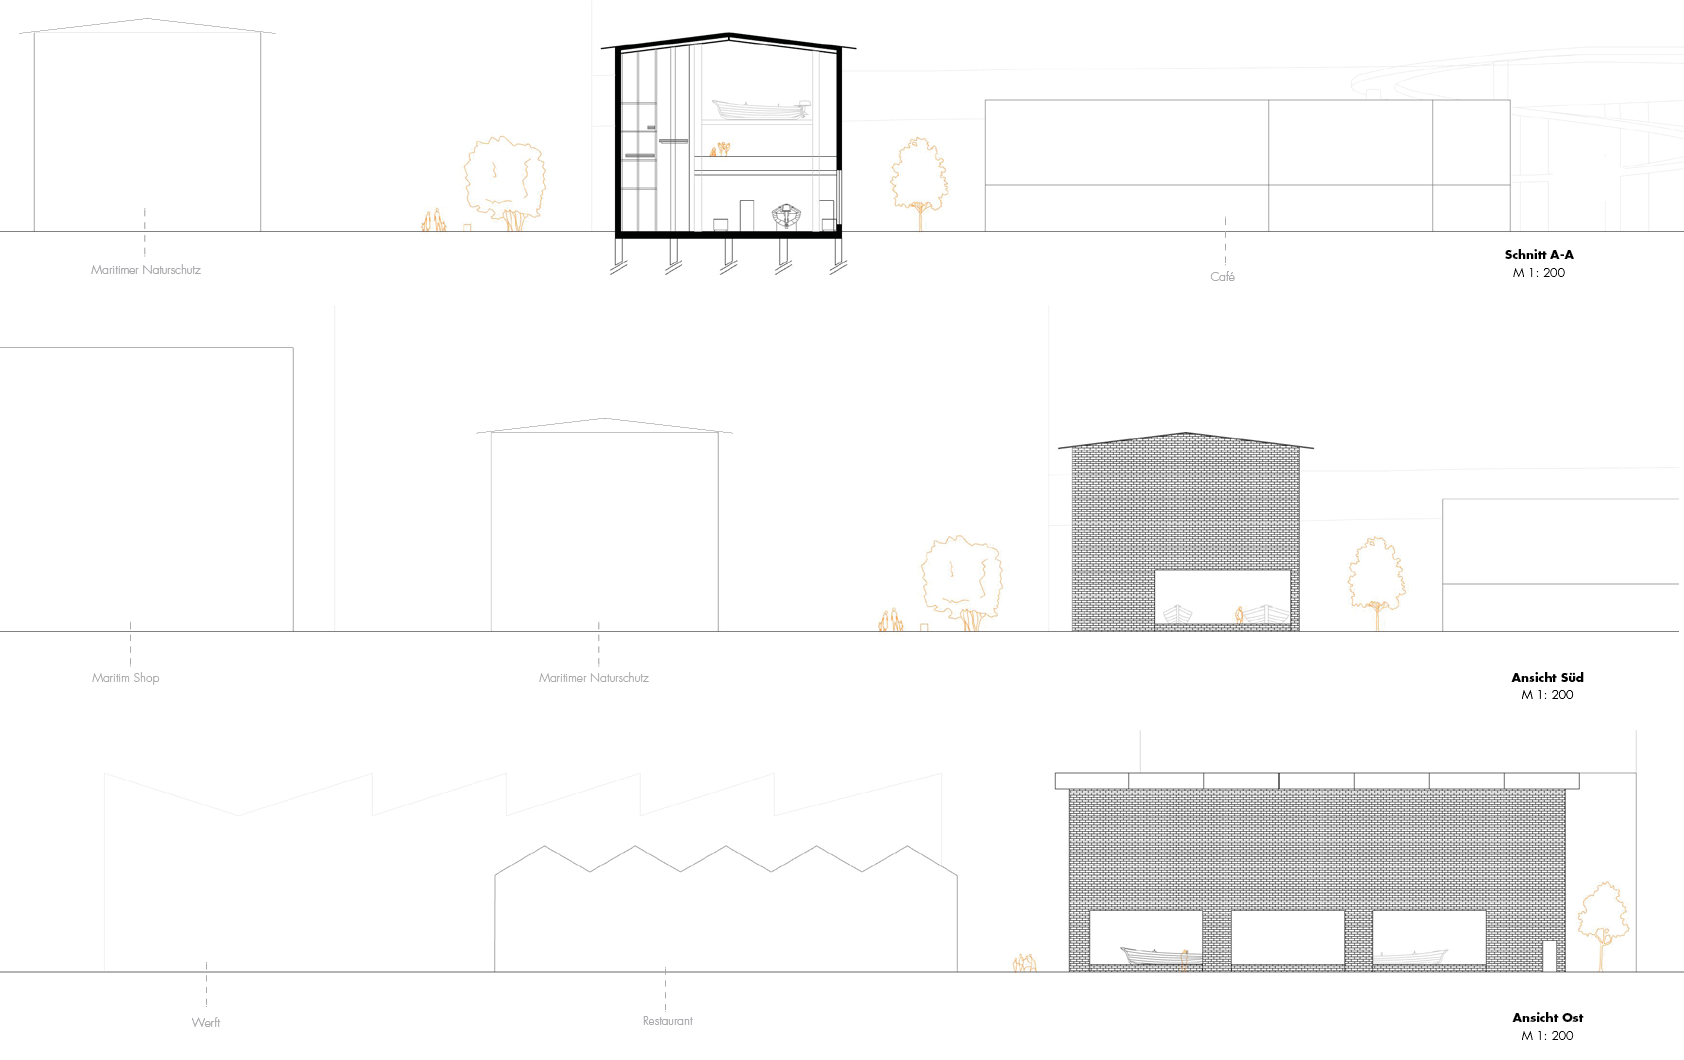 Maritimer Naturschutz
Café
Schnitt A-A
M 1: 200
Maritim Shop
Maritimer Naturschutz
Ansicht Süd
M 1: 200
Werft
Restaurant
Ansicht Ost
M 1: 200